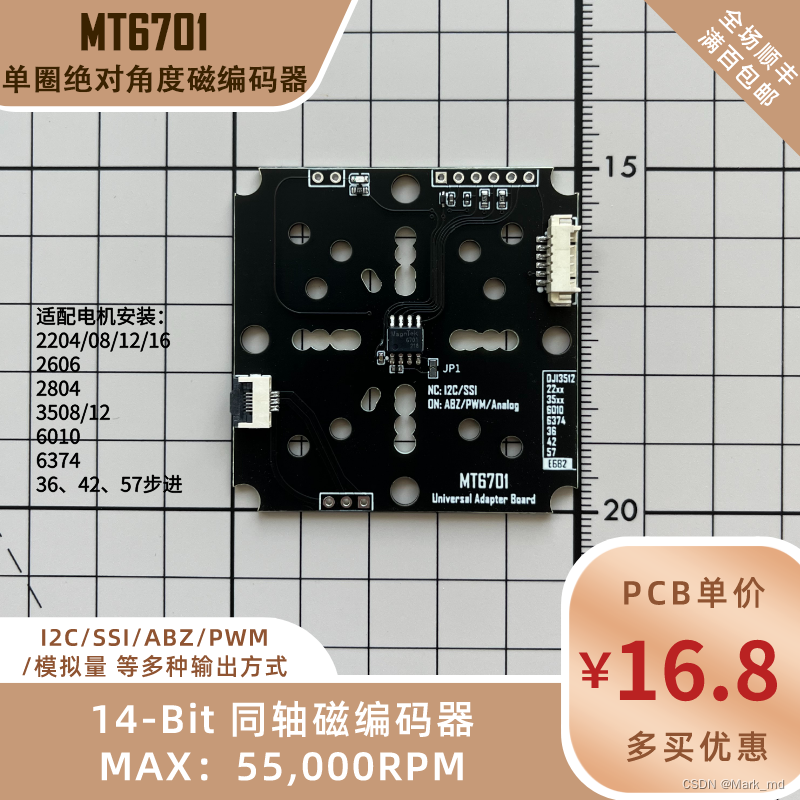 MT6701
单圈绝对角度磁编码器
全场顺丰
满百包邮
15
适配电机安装：
2204/08/12/16
2606
2804
3508/12
6010
6374
36、42、57步进
JP1
NC: I2C/SSI
ON: ABZ/PWM/Analog
DJI3512
22xx
35xx
6010
6374
36
42
57
E6B2
MT6701
Universal Adapter Board
20
I2C/SSI/ABZ/PWM
/模拟量 等多种输出方式
14-Bit 同轴磁编码器
MAX：55,000RPM
PCB单价
¥16.8
多买优惠
CSDN @Mark_md